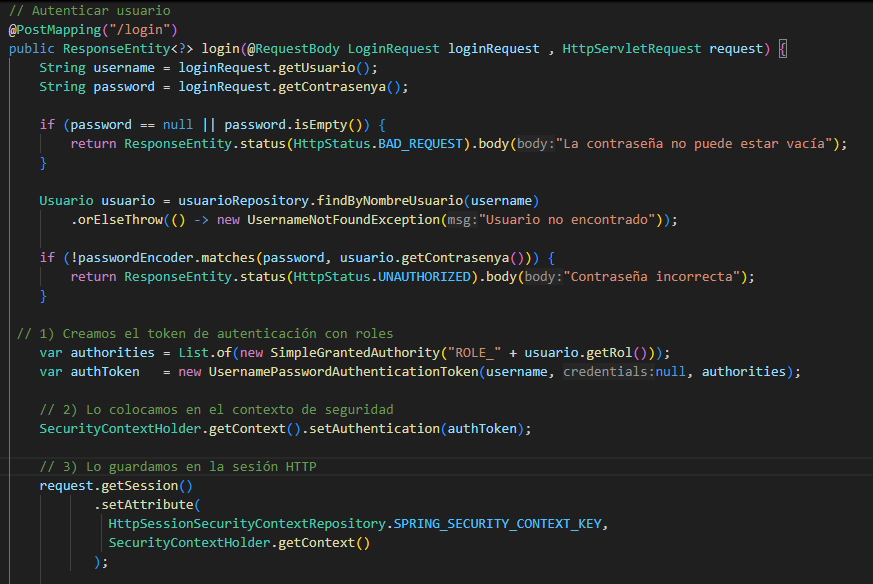 // Autenticar usuario
@PostMapping("/login")
public ResponseEntity<?> login(@RequestBody LoginRequest loginRequest , HttpServletRequest request) {
String username = loginRequest.getUsuario();
String password = loginRequest.getContrasenya();
if (password == null || password.isEmpty()) {
return ResponseEntity.status(HttpStatus.BAD_REQUEST).body(body:"La contraseña no puede estar vacía");
}
Usuario usuario = usuarioRepository.findByNombreUsuario(username)
.orElseThrow(() -> new UsernameNotFoundException(msg:"Usuario no encontrado"));
if (!passwordEncoder.matches(password, usuario.getContrasenya())) {
return ResponseEntity.status(HttpStatus.UNAUTHORIZED).body(body:"Contraseña incorrecta");
}
// 1) Creamos el token de autenticación con roles
var authorities = List.of(new SimpleGrantedAuthority("ROLE_" + usuario.getRol()));
var authToken   = new UsernamePasswordAuthenticationToken(username, credentials:null, authorities);
// 2) Lo colocamos en el contexto de seguridad
SecurityContextHolder.getContext().setAuthentication(authToken);
// 3) Lo guardamos en la sesión HTTP
request.getSession()
.setAttribute(
HttpSessionSecurityContextRepository.SPRING_SECURITY_CONTEXT_KEY,
SecurityContextHolder.getContext()
);